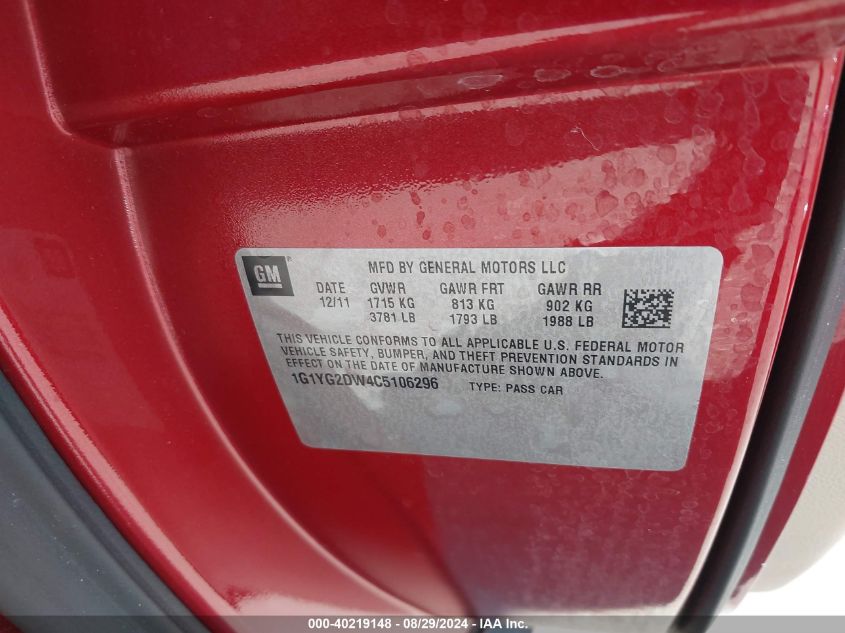 GM ®
MFD BY GENERAL MOTORS LLC
DATE GVWR GAWR FRT GAWR RR
12/11 1715 KG 813 KG 902 KG
3781 LB 1793 LB 1988 LB
THIS VEHICLE CONFORMS TO ALL APPLICABLE U.S. FEDERAL MOTOR
VEHICLE SAFETY, BUMPER, AND THEFT PREVENTION STANDARDS IN
EFFECT ON THE DATE OF MANUFACTURE SHOWN ABOVE.
1G1YG2DW4C5106296 TYPE: PASS CAR
000-40219148 - 08/29/2024 - IAA Inc.